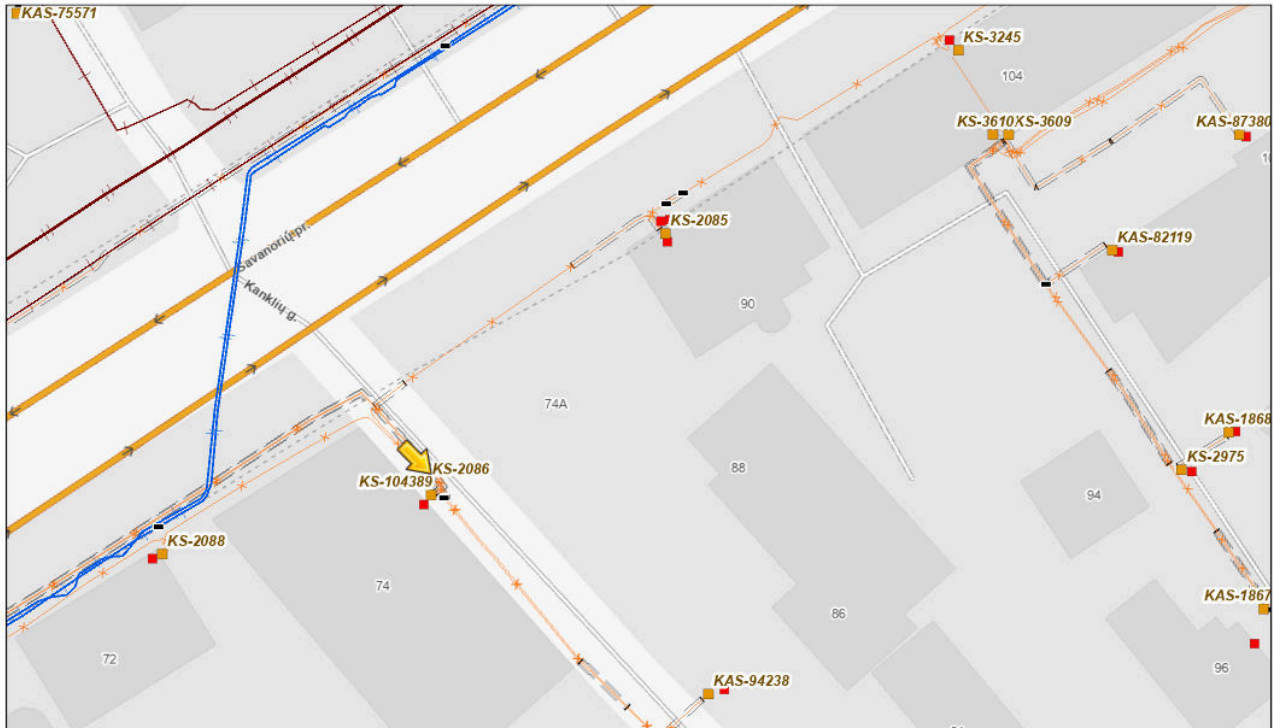 KAS-75571
KS-3245
104
KS-3610
KS-3609
KAS-87380
KS-2085
KAS-82119
Savanorių pr.
Kanklių g.
90
74A
KAS-1868
KS-2086
KS-104389
88
KS-2975
94
KS-2088
74
KAS-1867
86
72
96
KAS-94238